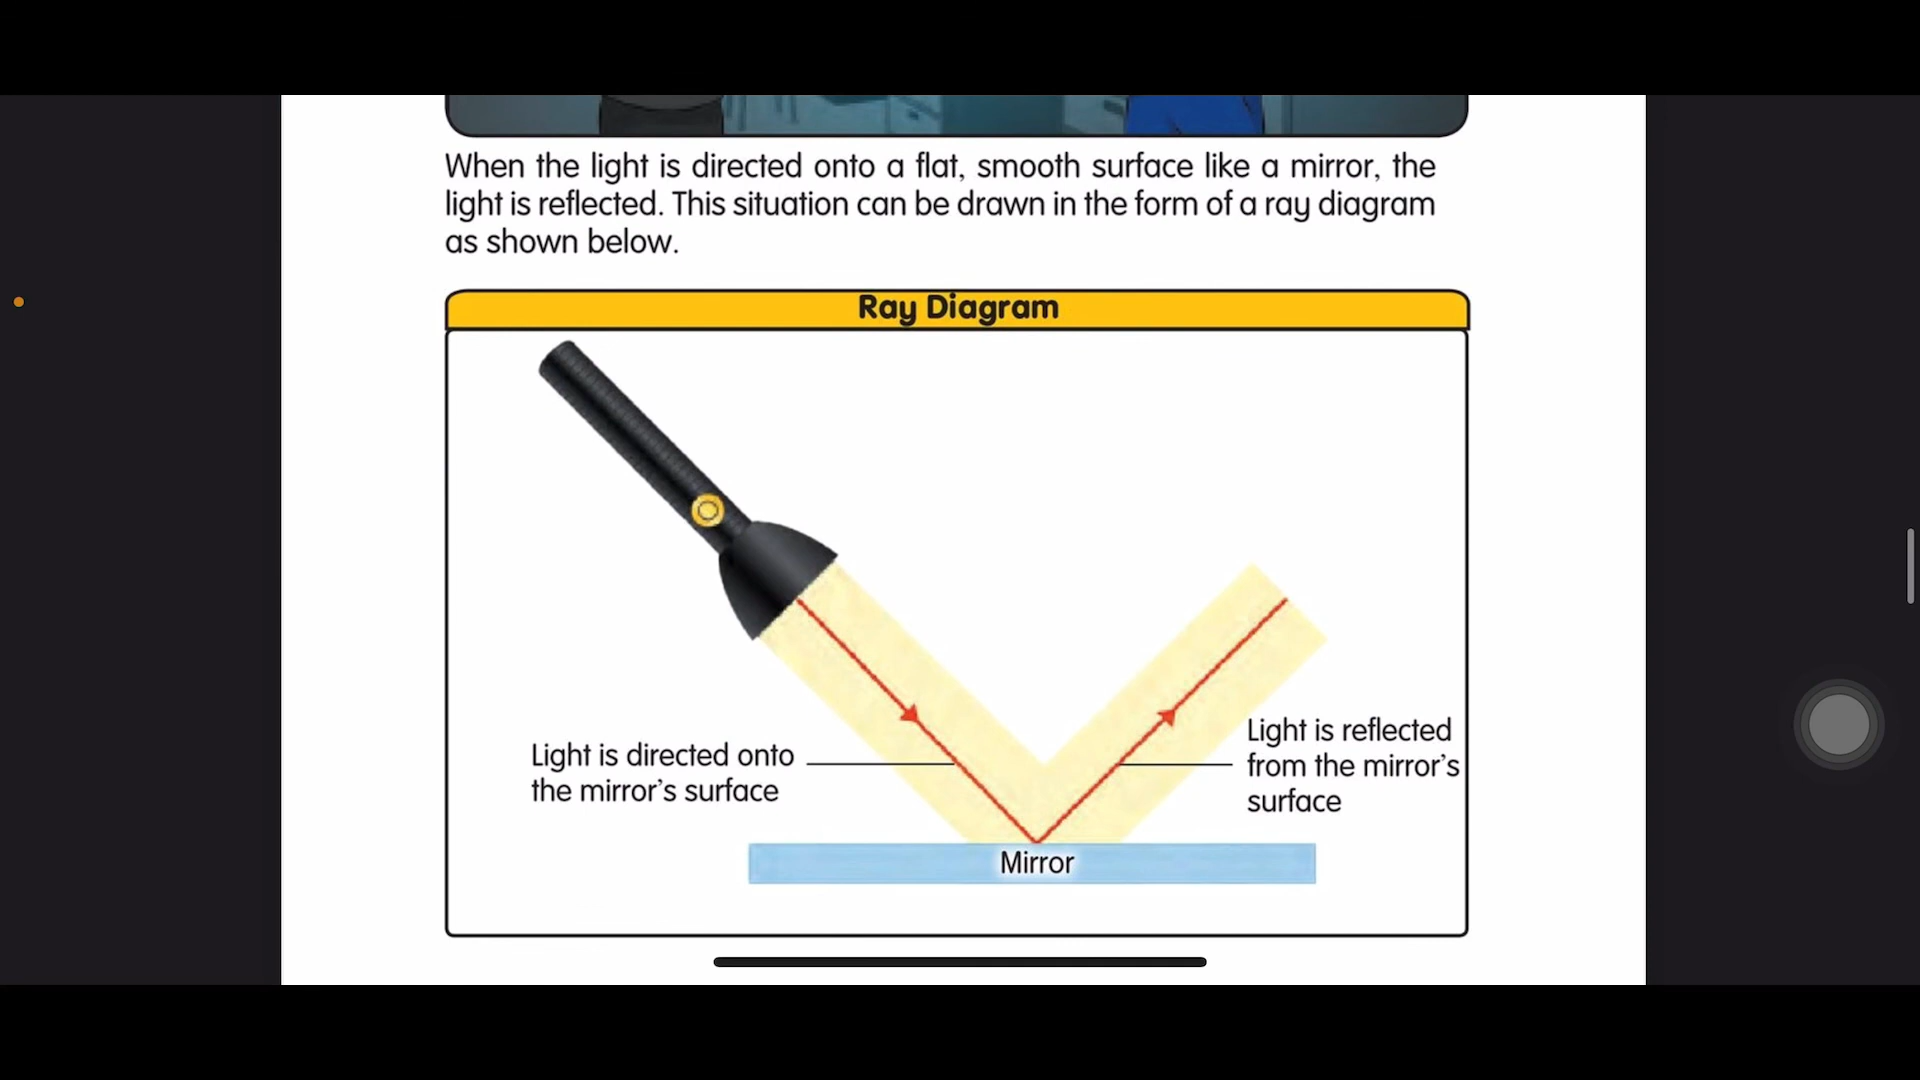 When the light is directed onto a flat, smooth surface like a mirror, the
light is reflected. This situation can be drawn in the form of a ray diagram
as shown below.
Ray Diagram
Light is directed onto
the mirror's surface
Light is reflected
from the mirror's
surface
Mirror